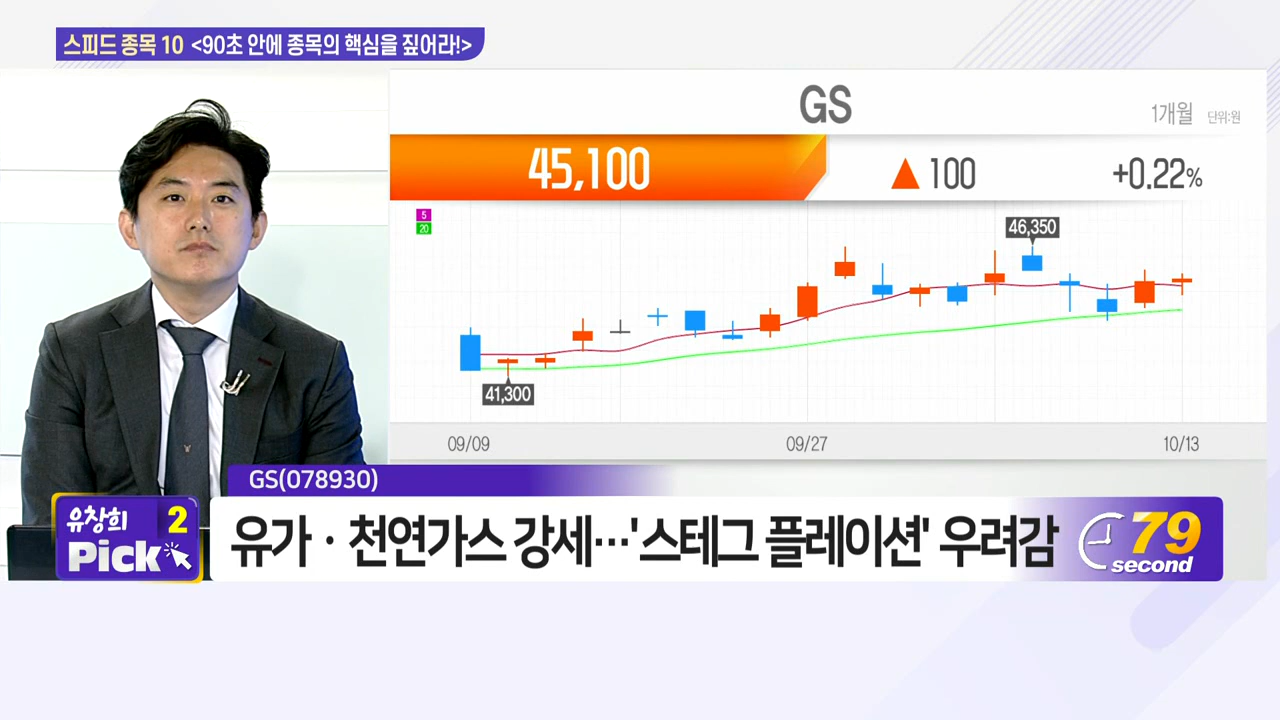 스피드 종목 10 <90초 안에 종목의 핵심을 짚어라!>
GS
1개월 단위:원
45,100 ▲ 100 +0.22%
5
20
46,350
41,300
09/09 09/27 10/13
GS(078930)
유창희 2
Pick
유가·천연가스 강세…'스테그 플레이션' 우려감
79
second